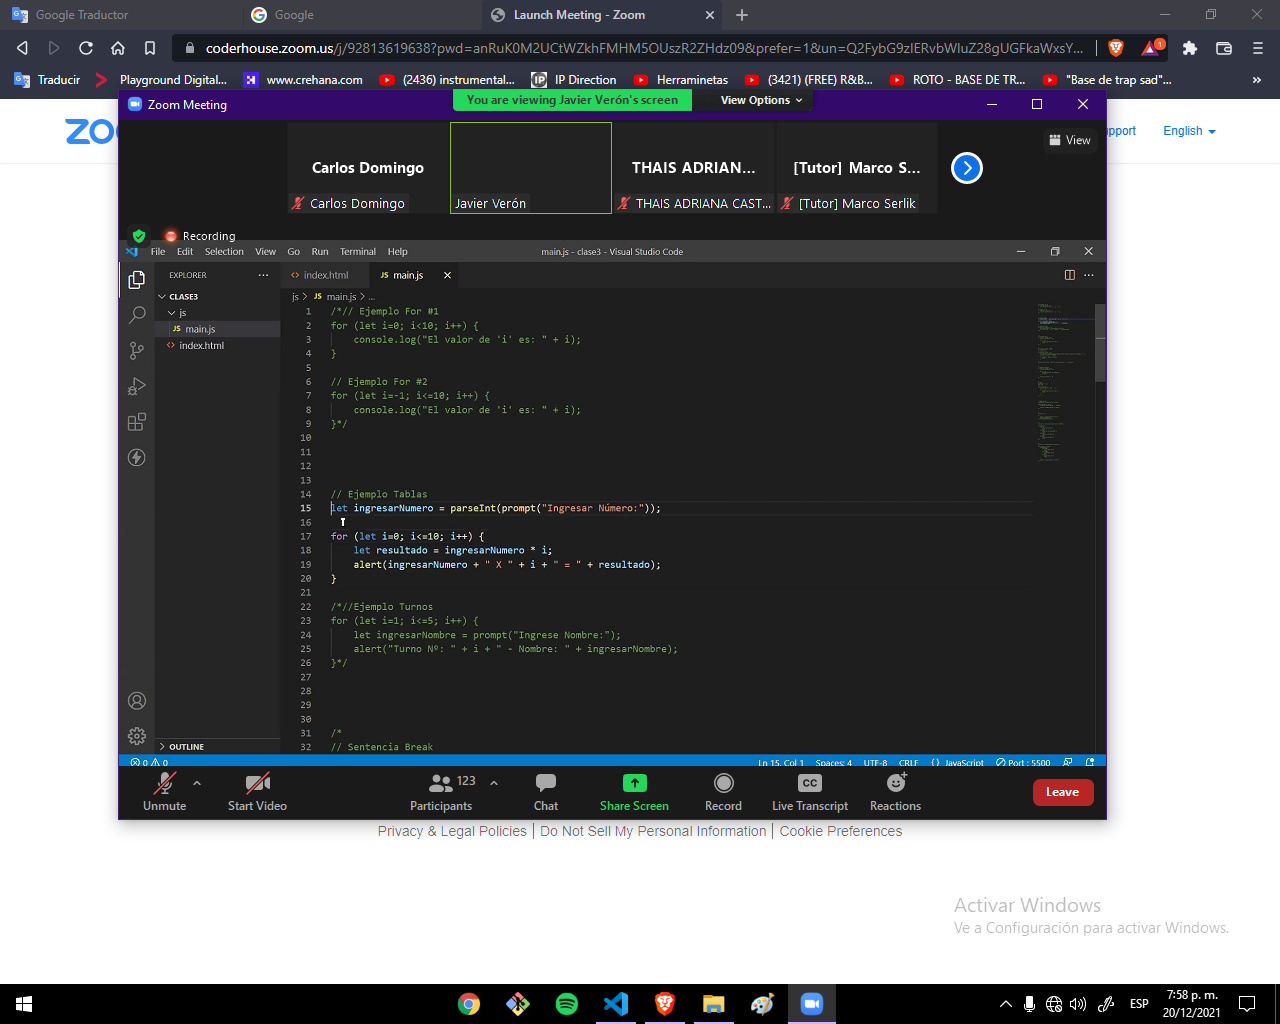 Google Traductor
Google
Launch Meeting - Zoom
coderhouse.zoom.us/j/92813619638?pwd=anRuK0M2UCtWZkhFMHM5OUszR2ZHdz09&prefer=1&un=Q2FybG9zIERvbWluZ28gUGFkaWxsY...
Traducir
Playground Digital...
www.crehana.com
(2436) instrumental...
IP Direction
Herraminetas
(3421) (FREE) R&B...
ROTO - BASE DE TR...
"Base de trap sad"...
»
Zoom Meeting
You are viewing Javier Verón's screen
View Options
pport
English
View
Carlos Domingo
THAIS ADRIAN...
[Tutor] Marco S...
Carlos Domingo
Javier Verón
THAIS ADRIANA CAST...
[Tutor] Marco Serlik
Recording
File Edit Selection View Go Run Terminal Help
main.js - clase3 - Visual Studio Code
EXPLORER
index.html
JS main.js
CLASE3
js
JS main.js
index.html
js > JS main.js > ...
1 /*// Ejemplo For #1
2 for (let i=0; i<10; i++) {
3 console.log("El valor de 'i' es: " + i);
4 }
5
6 // Ejemplo For #2
7 for (let i=-1; i<=10; i++) {
8 console.log("El valor de 'i' es: " + i);
9 }*/
10
11
12
13
14 // Ejemplo Tablas
15 let ingresarNumero = parseInt(prompt("Ingresar Número:"));
16
17 for (let i=0; i<=10; i++) {
18 let resultado = ingresarNumero * i;
19 alert(ingresarNumero + " X " + i + " = " + resultado);
20 }
21
22 /*//Ejemplo Turnos
23 for (let i=1; i<=5; i++) {
24 let ingresarNombre = prompt("Ingrese Nombre:");
25 alert("Turno Nº: " + i + " - Nombre: " + ingresarNombre);
26 }*/
27
28
29
30
31 /*
32 // Sentencia Break
OUTLINE
0 0
Ln 15, Col 1 Spaces: 4 UTF-8 CRLF {} JavaScript Port : 5500
Unmute
Start Video
Participants
123
Chat
Share Screen
Record
CC
Live Transcript
Reactions
Leave
Privacy & Legal Policies | Do Not Sell My Personal Information | Cookie Preferences
Activar Windows
Ve a Configuración para activar Windows.
ESP
7:58 p. m.
20/12/2021